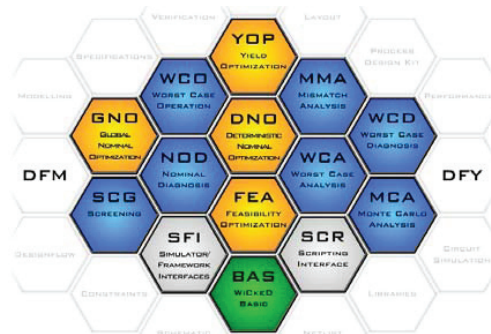 VERIFICATION
LAYOUT
YOP
YIELD
OPTIMIZATION
SPECIFICATIONS
PROCESS
DESIGN KIT
WCO
WORST CASE
OPERATION
MMA
MISMATCH
ANALYSIS
MODELLING
PERFORMANCE
GNO
GLOBAL
NOMINAL
OPTIMIZATION
DNO
DETERMINISTIC
NOMINAL
OPTIMIZATION
WCD
WORST CASE
DIAGNOSIS
NOD
NOMINAL
DIAGNOSIS
WCA
WORST CASE
ANALYSIS
DFM
DFY
SCG
SCREENING
FEA
FEASIBILITY
OPTIMIZATION
MCA
MONTE CARLO
ANALYSIS
SFI
SIMULATOR/
FRAMEWORK
INTERFACES
SCR
SCRIPTING
INTERFACE
DESIGNFLOW
CIRCUIT
SIMULATION
BAS
WICKED
BASIC
CONSTRAINTS
LIBRARIES
SCHEMATIC
NETLIST